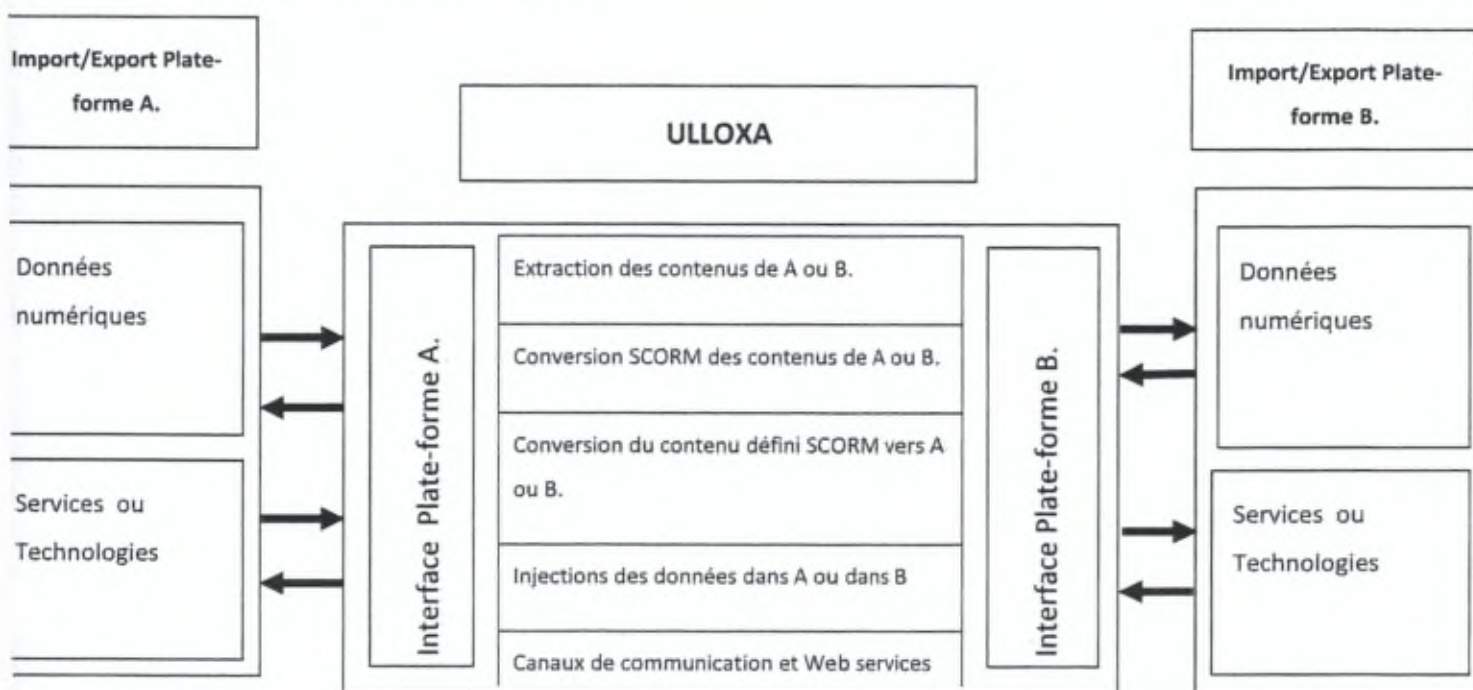 Import/Export Plate-
forme A.
ULLOXA
Import/Export Plate-
forme B.
Données
numériques
Services ou
Technologies
Interface Plate-forme A.
Extraction des contenus de A ou B.
Conversion SCORM des contenus de A ou B.
Conversion du contenu défini SCORM vers A
ou B.
Injections des données dans A ou dans B
Canaux de communication et Web services
Interface Plate-forme B.
Données
numériques
Services ou
Technologies